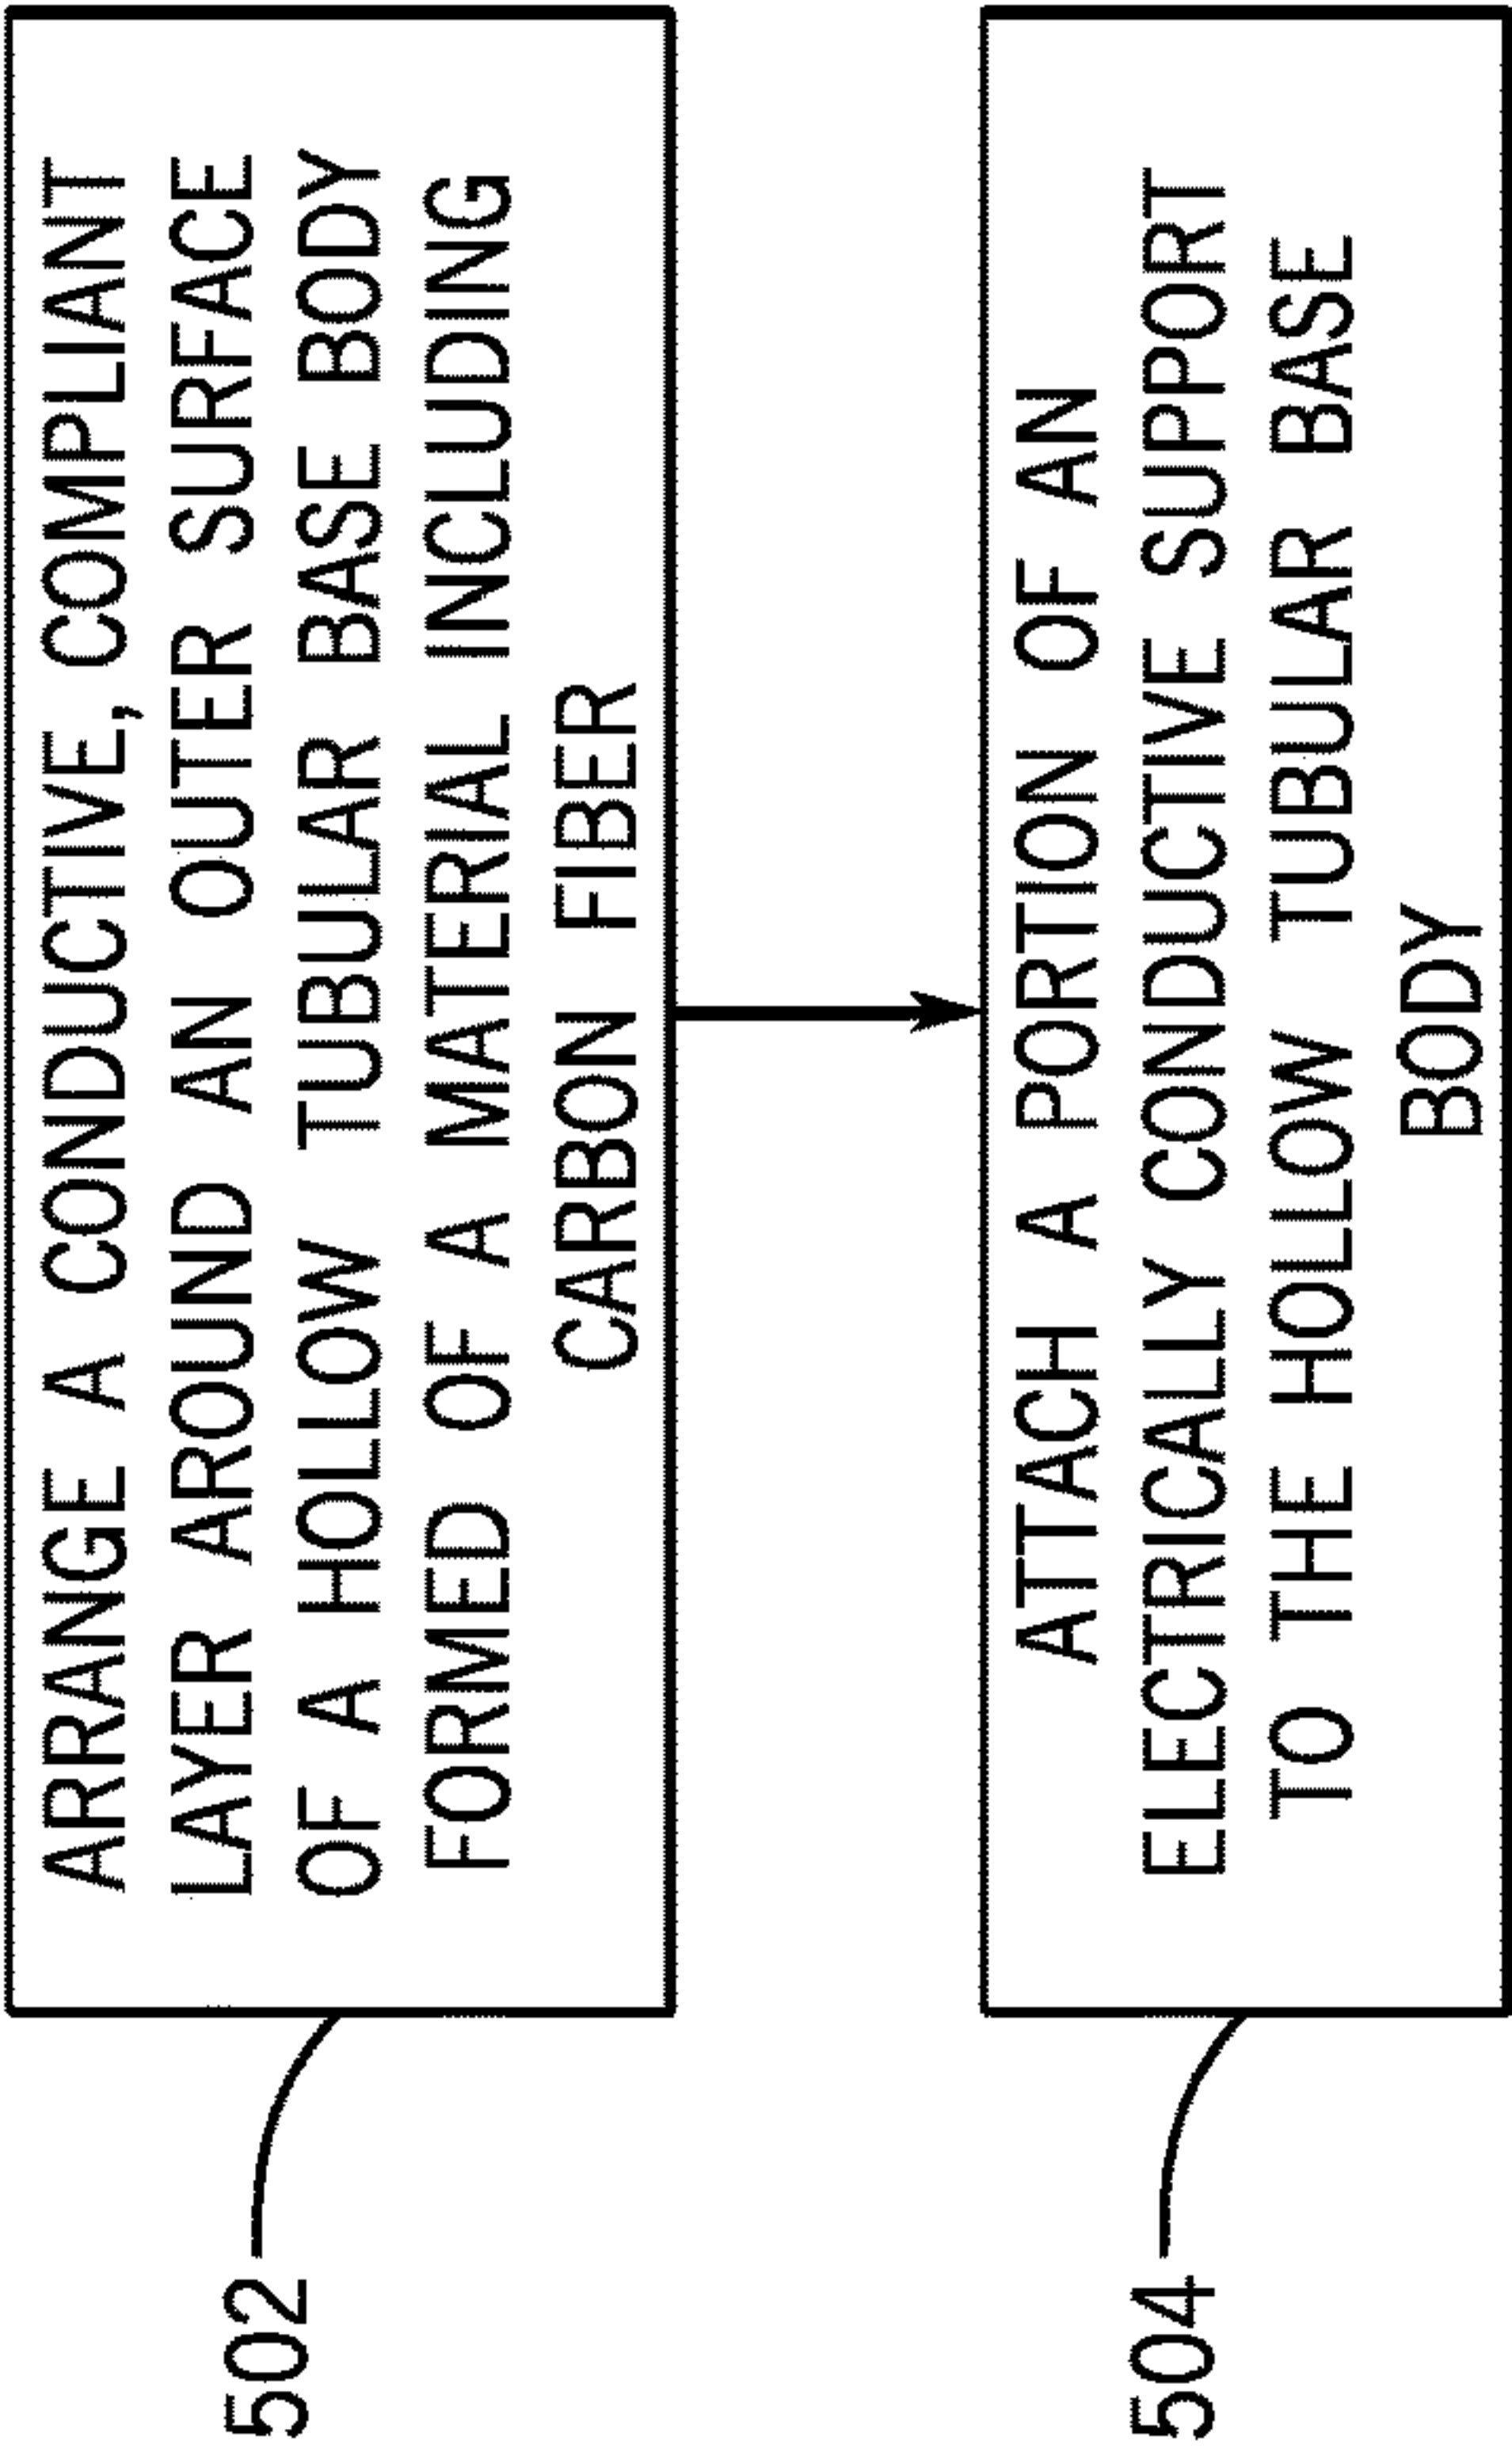 ARRANGE A CONDUCTIVE, COMPLIANT
LAYER AROUND AN OUTER SURFACE
OF A HOLLOW TUBULAR BASE BODY
FORMED OF A MATERIAL INCLUDING
CARBON FIBER
502
ATTACH A PORTION OF AN
ELECTRICALLY CONDUCTIVE SUPPORT
TO THE HOLLOW TUBULAR BASE
BODY
504